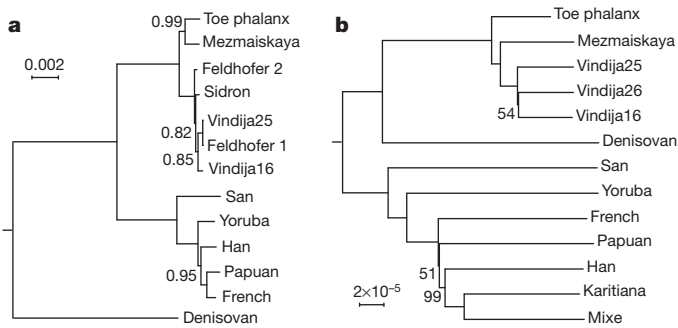 a
0.99
Toe phalanx
Mezmaiskaya
0.002
Feldhofer 2
Sidron
Vindija25
0.82
Feldhofer 1
0.85
Vindija16
San
Yoruba
Han
0.95
Papuan
French
Denisovan
b
Toe phalanx
Mezmaiskaya
Vindija25
Vindija26
54
Vindija16
Denisovan
San
Yoruba
French
Papuan
51
Han
2×10⁻⁵
99
Karitiana
Mixe